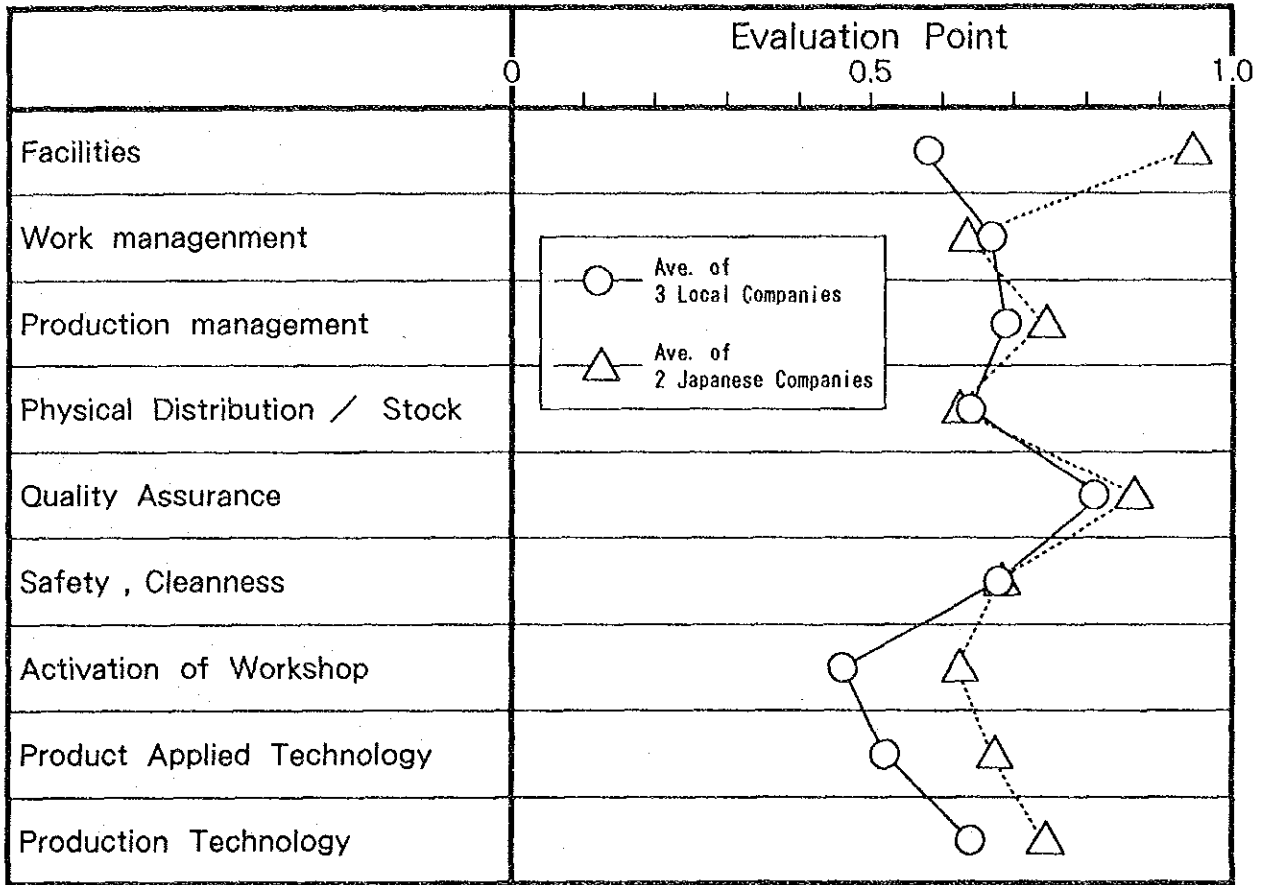 Evaluation Point
0 0.5 1.0
Facilities
Work managenment
Production management
Physical Distribution / Stock
Quality Assurance
Safety , Cleanness
Activation of Workshop
Product Applied Technology
Production Technology
Ave. of
3 Local Companies
Ave. of
2 Japanese Companies